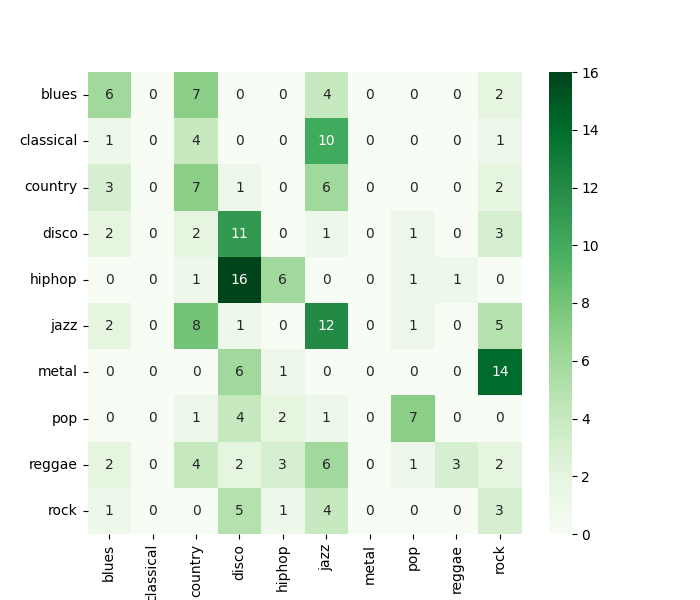 blues 6 0 7 0 0 4 0 0 0 2
classical 1 0 4 0 0 10 0 0 0 1
country 3 0 7 1 0 6 0 0 0 2
disco 2 0 2 11 0 1 0 1 0 3
hiphop 0 0 1 16 6 0 0 1 1 0
jazz 2 0 8 1 0 12 0 1 0 5
metal 0 0 0 6 1 0 0 0 0 14
pop 0 0 1 4 2 1 0 7 0 0
reggae 2 0 4 2 3 6 0 1 3 2
rock 1 0 0 5 1 4 0 0 0 3
blues classical country disco hiphop jazz metal pop reggae rock
16
14
12
10
8
6
4
2
0